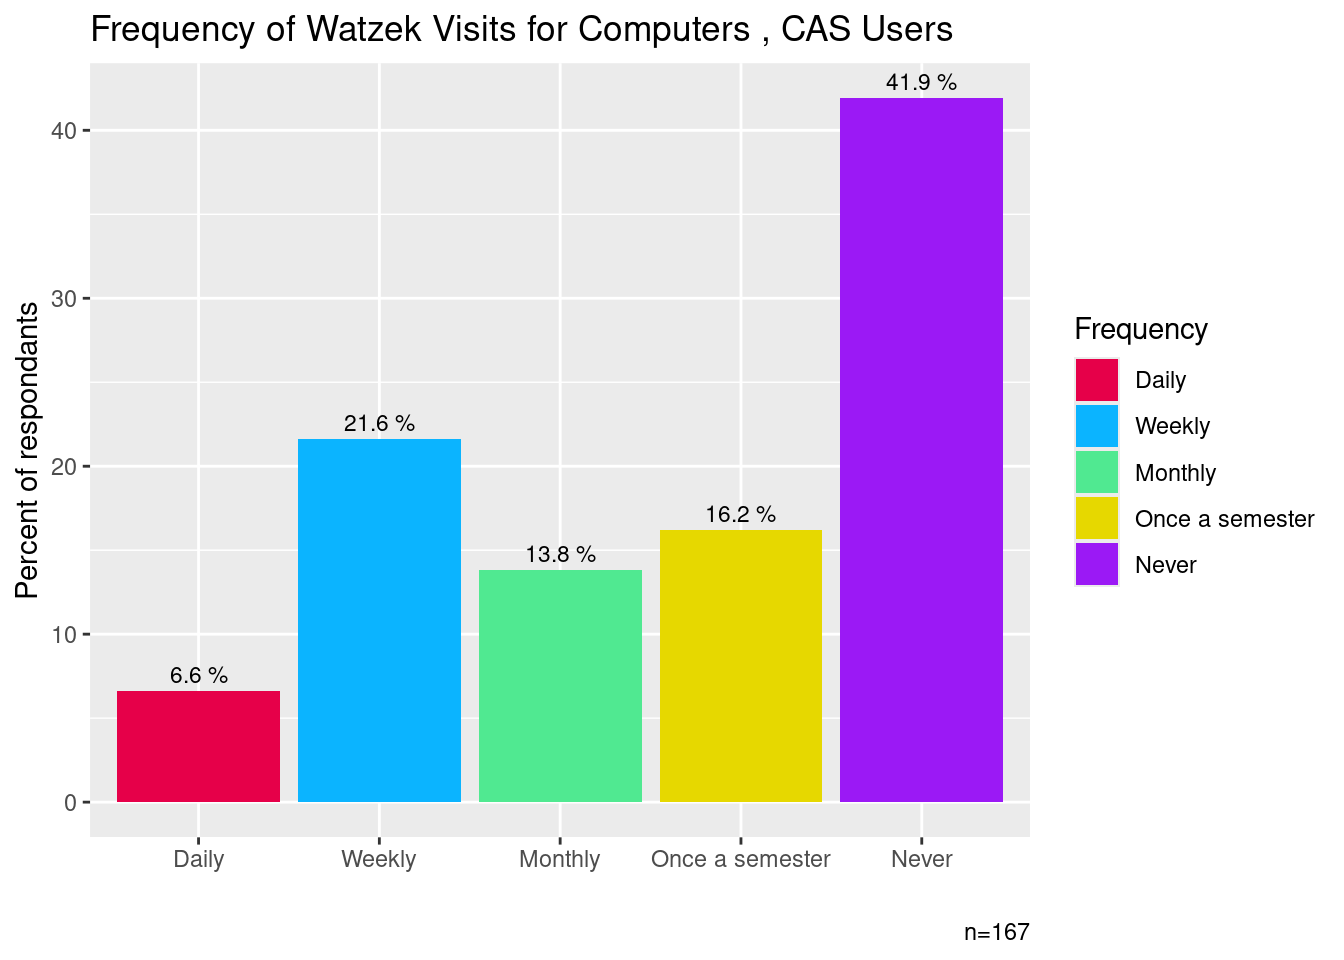 Frequency of Watzek Visits for Computers , CAS Users
Percent of respondants
40
30
20
10
0
6.6 %
21.6 %
13.8 %
16.2 %
41.9 %
Daily
Weekly
Monthly
Once a semester
Never
Frequency
Daily
Weekly
Monthly
Once a semester
Never
n=167